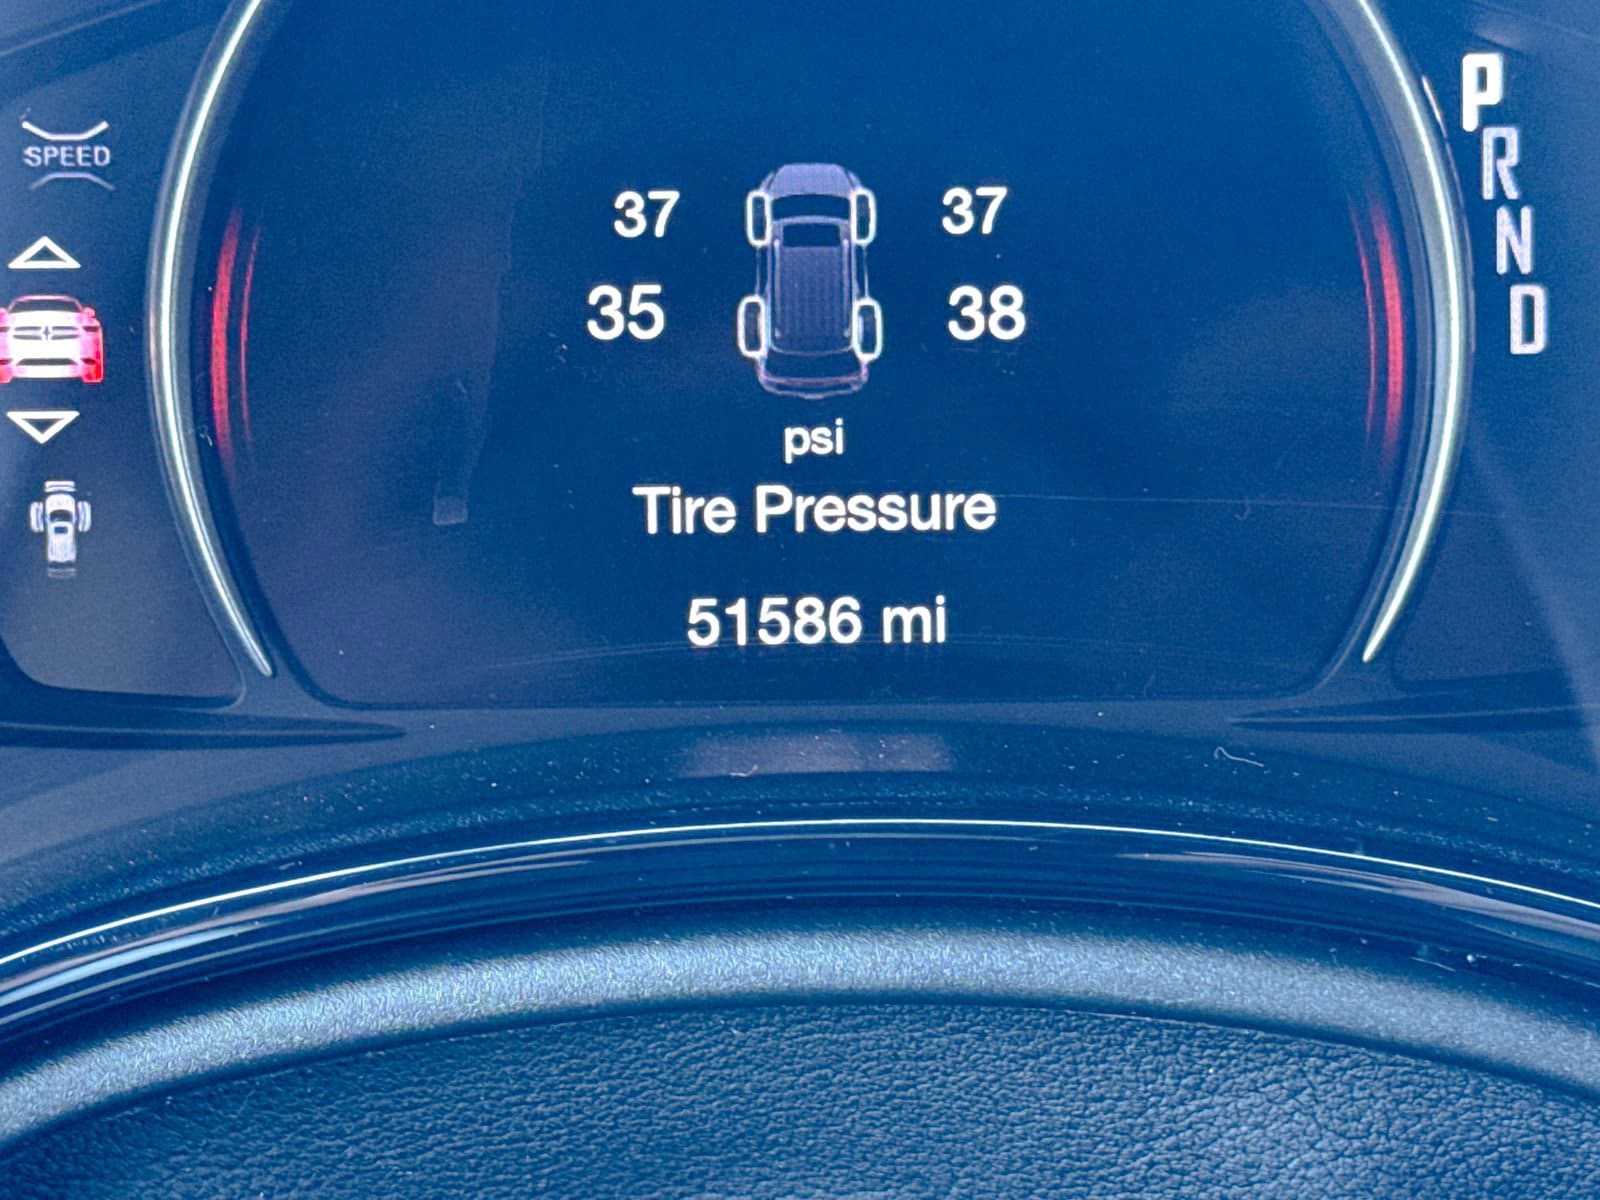 SPEED
37 37
35 38
psi
Tire Pressure
51586 mi
P
R
N
D